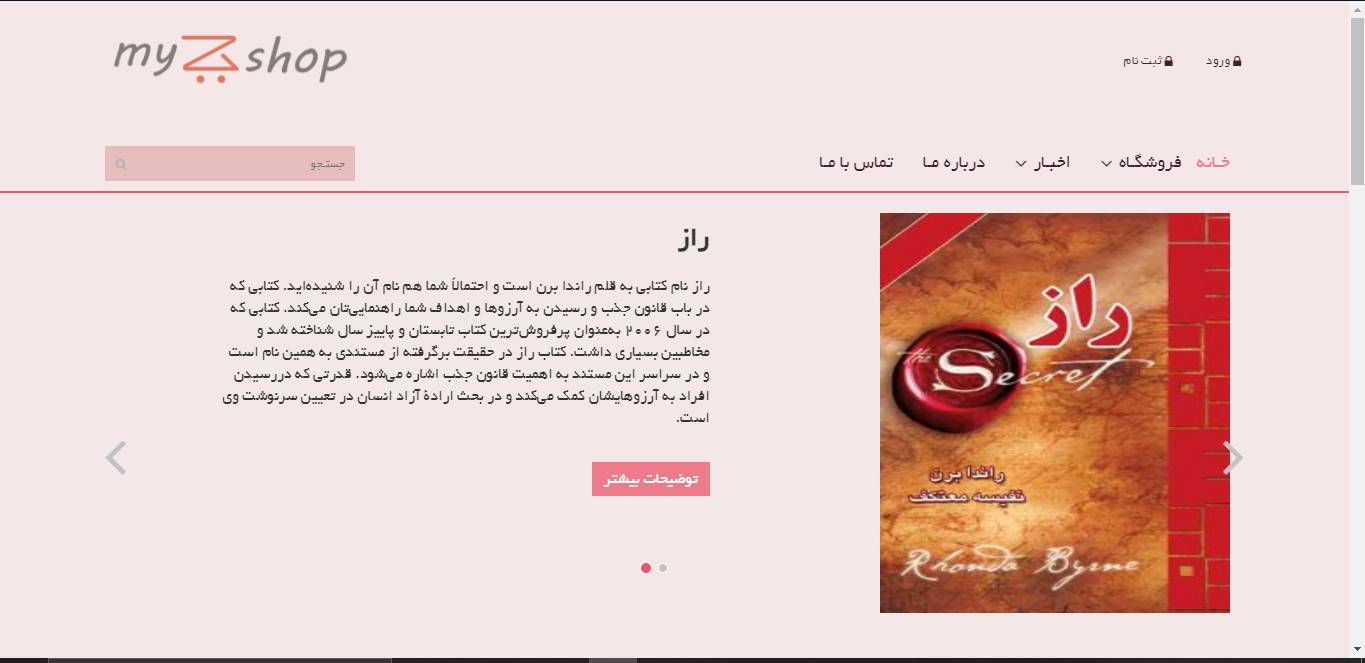 my shop
ورود
ثبت نام
خـانه
فروشگـاه
اخبـار
درباره مـا
تماس با مـا
جستجو
راز
راز نام کتابی به قلم راندا برن است و احتمالاً شما هم نام آن را شنیده‌اید. کتابی که
در باب قانون جذب و رسیدن به آرزوها و اهداف شما راهنمایی‌تان می‌کند. کتابی که
در سال ۲۰۰۶ به‌عنوان پرفروش‌ترین کتاب تابستان و پاییز سال شناخته شد و
مخاطبین بسیاری داشت. کتاب راز در حقیقت برگرفته از مستندی به همین نام است
و در سراسر این مستند به اهمیت قانون جذب اشاره می‌شود. قدرتی که دررسیدن
افراد به آرزوهایشان کمک می‌کند و در بحث ارادهٔ آزاد انسان در تعیین سرنوشت وی
است.
توضیحات بیشتر
راز
the Secret
راندا برن
نفیسه معتکف
Rhonda Byrne